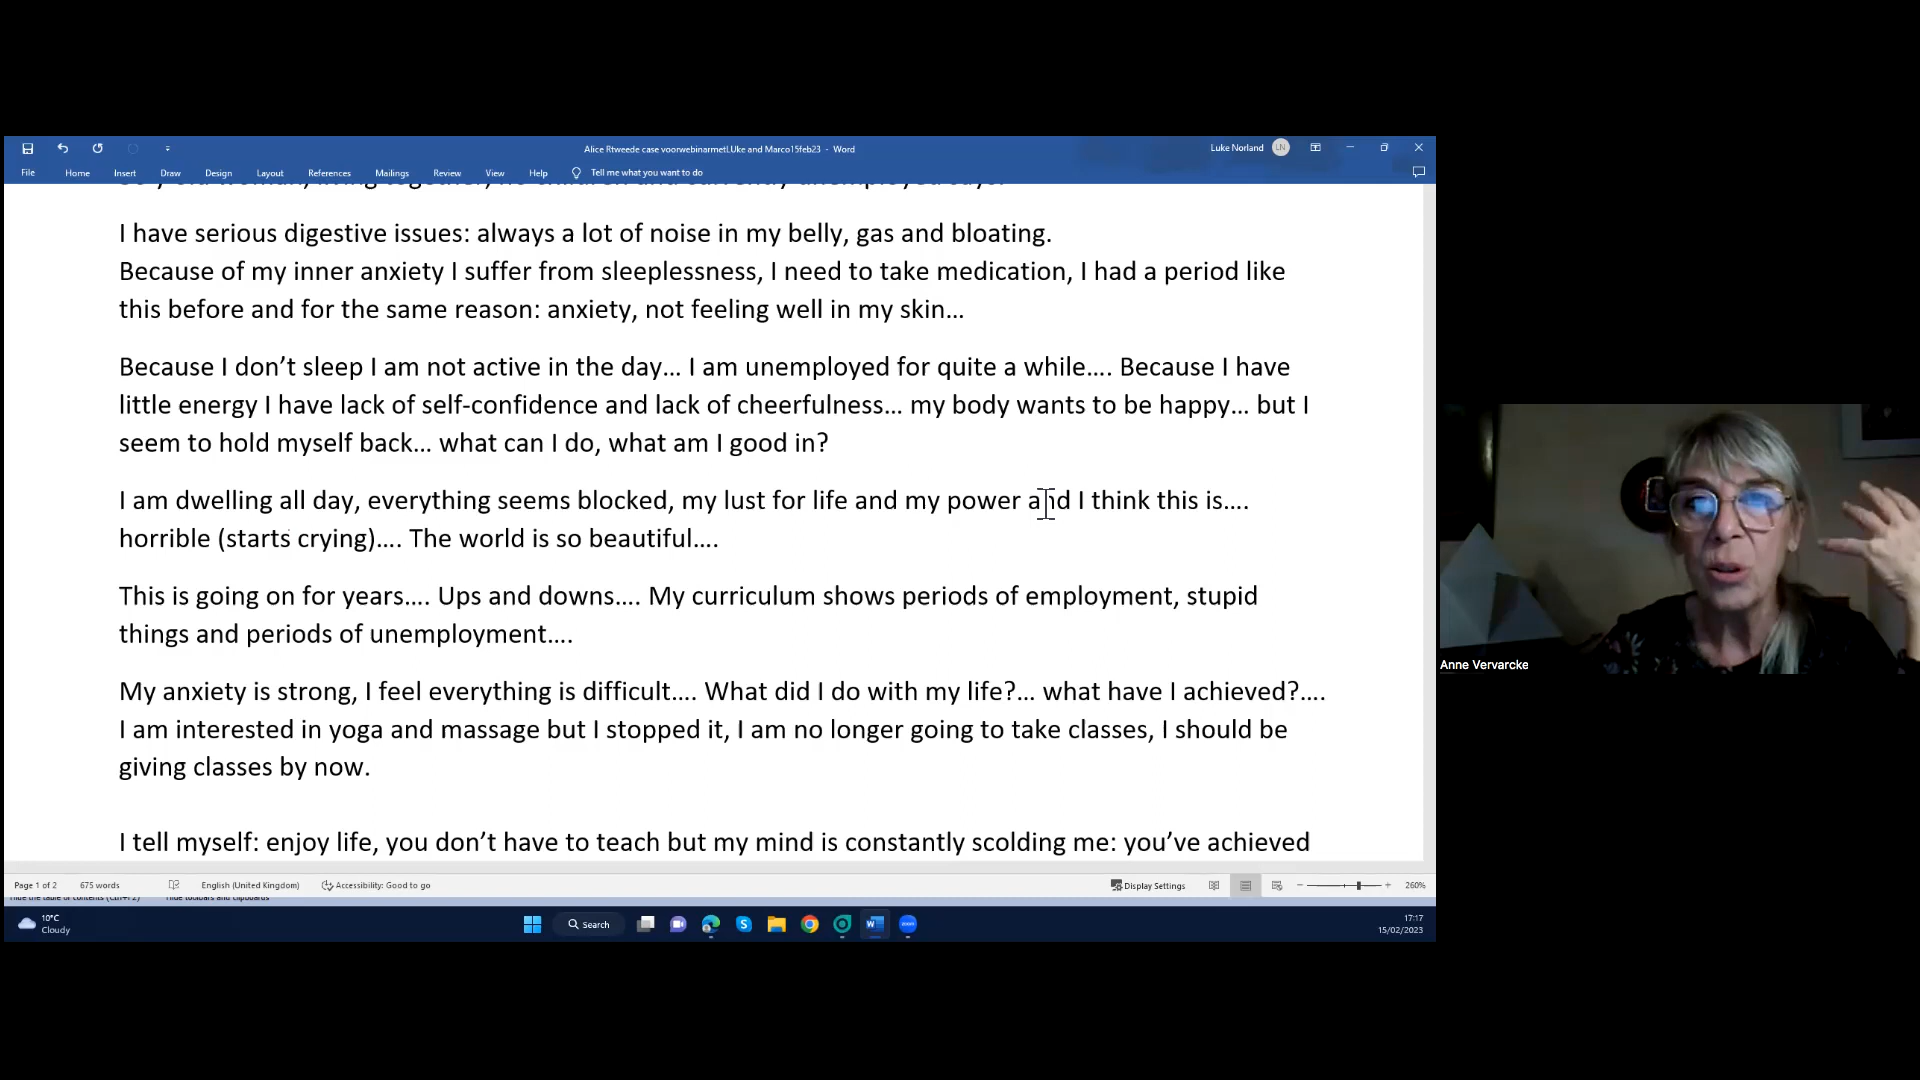 Alice Rtweede case voorwebinarmetLUke and Marco15feb23 - Word
Luke Norland LN
File Home Insert Draw Design Layout References Mailings Review View Help Tell me what you want to do
I have serious digestive issues: always a lot of noise in my belly, gas and bloating.
Because of my inner anxiety I suffer from sleeplessness, I need to take medication, I had a period like
this before and for the same reason: anxiety, not feeling well in my skin…
Because I don’t sleep I am not active in the day… I am unemployed for quite a while…. Because I have
little energy I have lack of self-confidence and lack of cheerfulness… my body wants to be happy… but I
seem to hold myself back… what can I do, what am I good in?
I am dwelling all day, everything seems blocked, my lust for life and my power and I think this is….
horrible (starts crying)…. The world is so beautiful….
This is going on for years…. Ups and downs…. My curriculum shows periods of employment, stupid
things and periods of unemployment….
My anxiety is strong, I feel everything is difficult…. What did I do with my life?… what have I achieved?….
I am interested in yoga and massage but I stopped it, I am no longer going to take classes, I should be
giving classes by now.
I tell myself: enjoy life, you don’t have to teach but my mind is constantly scolding me: you’ve achieved
Anne Vervarcke
Page 1 of 2 675 words English (United Kingdom) Accessibility: Good to go Display Settings 260%
10°C
Cloudy
Search
17:17
15/02/2023